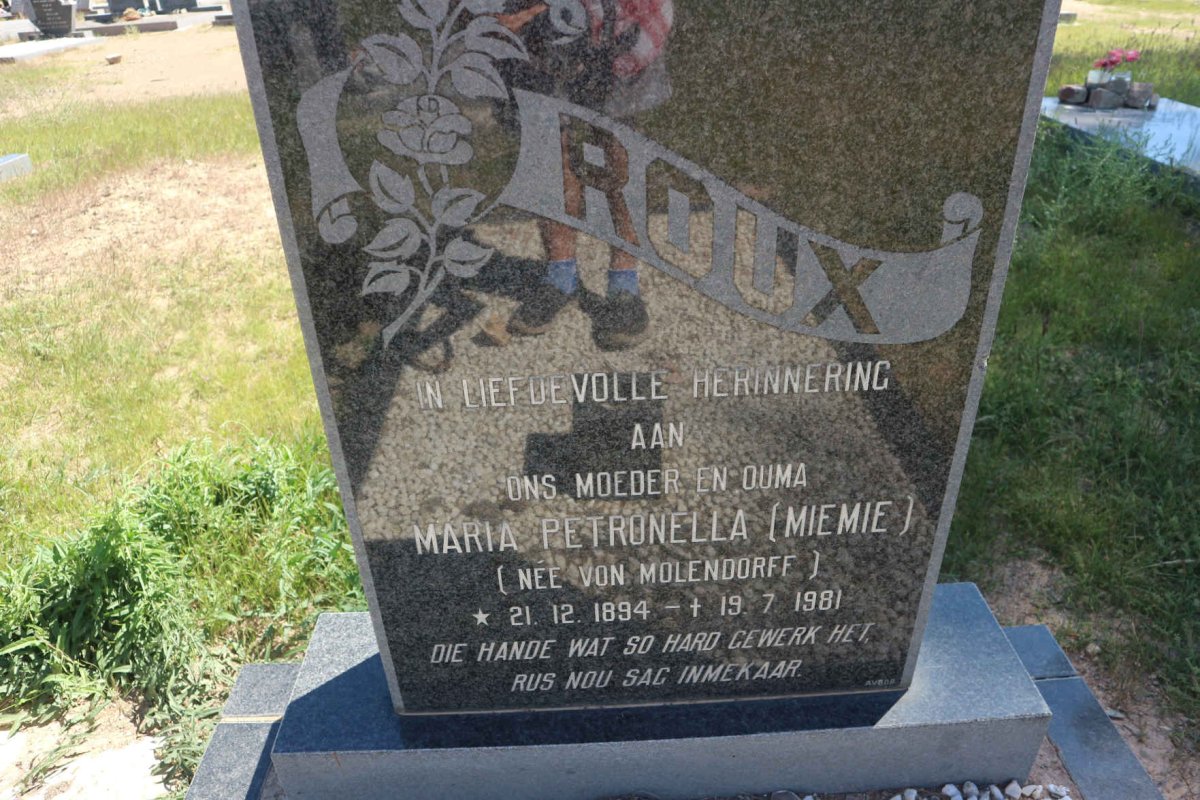 ROUX
IN LIEFDEVOLLE HERINNERING
AAN
ONS MOEDER EN OUMA
MARIA PETRONELLA (MIEMIE)
(NÉE VON MOLENDORFF)
★ 21. 12. 1894 – † 19. 7 1981
DIE HANDE WAT SO HARD GEWERK HET,
RUS NOU SAG INMEKAAR.